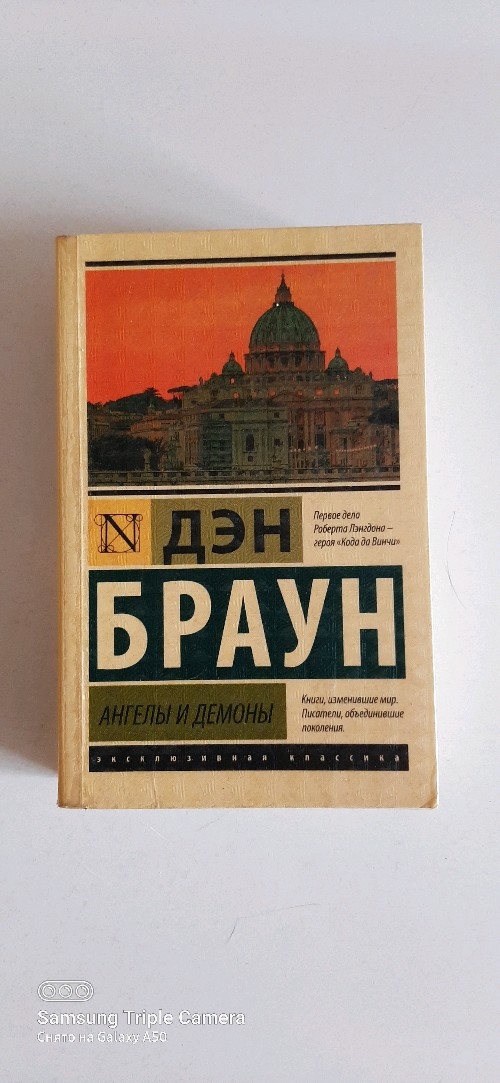 N
ДЭН
Первое дело
Роберта Лэнгдона –
героя «Кода да Винчи»
БРАУН
АНГЕЛЫ И ДЕМОНЫ
Книги, изменившие мир.
Писатели, объединившие
поколения.
эксклюзивная классика
Samsung Triple Camera
Снято на Galaxy A50